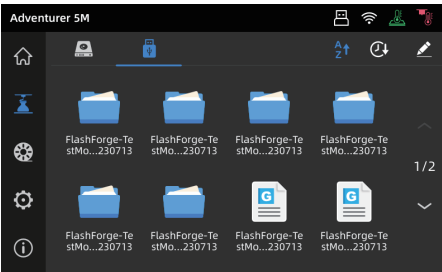 Adventurer 5M
A
Z
FlashForge-Te
stMo...230713
FlashForge-Te
stMo...230713
FlashForge-Te
stMo...230713
FlashForge-Te
stMo...230713
1/2
G
G
FlashForge-Te
stMo...230713
FlashForge-Te
stMo...230713
FlashForge-Te
stMo...230713
FlashForge-Te
stMo...230713